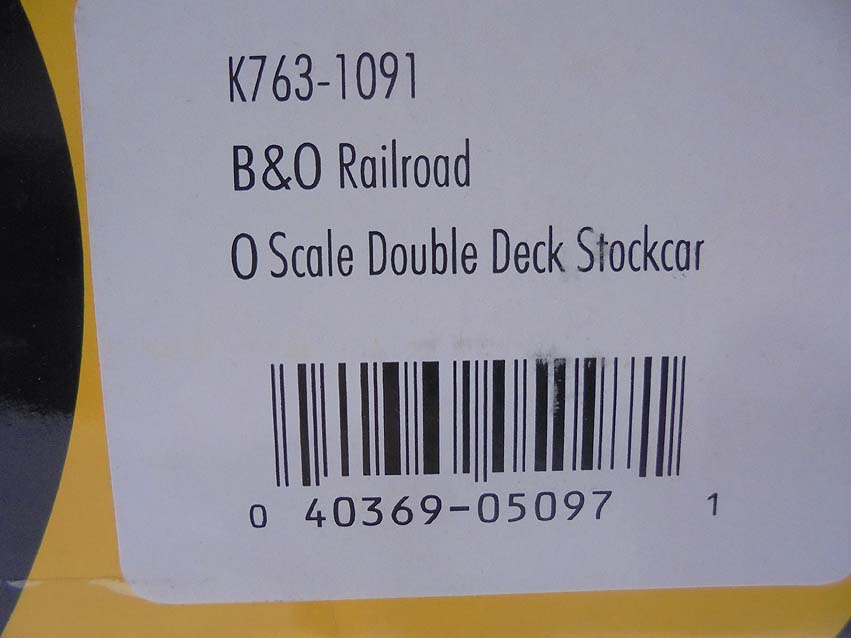 K763-1091
B&O Railroad
O Scale Double Deck Stockcar
0 40369-05097 1